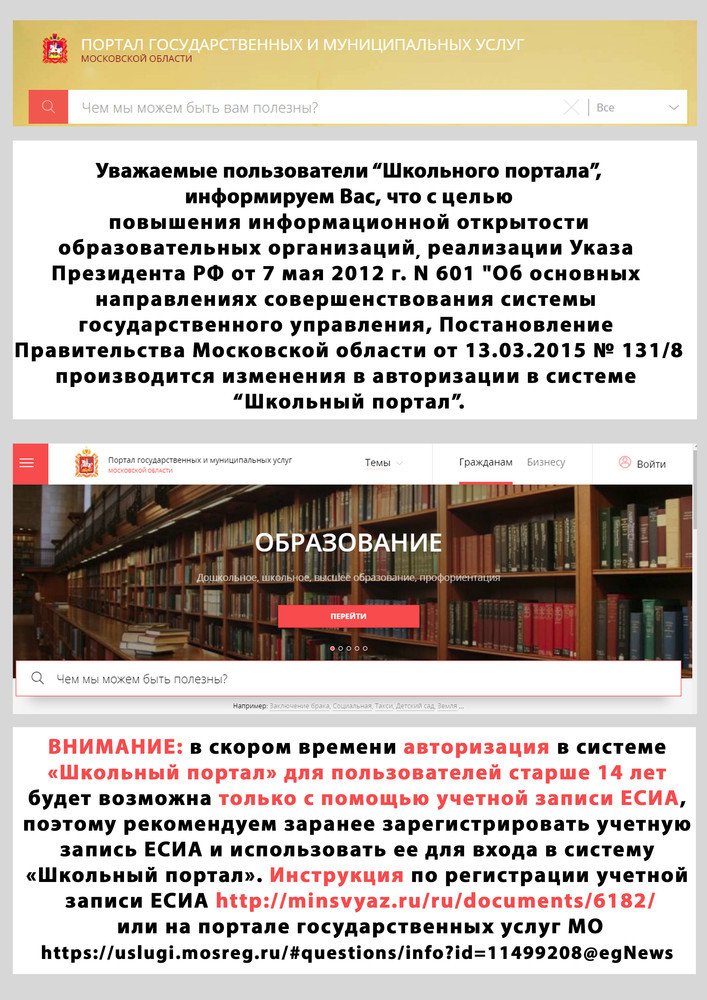 ПОРТАЛ ГОСУДАРСТВЕННЫХ И МУНИЦИПАЛЬНЫХ УСЛУГ
МОСКОВСКОЙ ОБЛАСТИ
Чем мы можем быть вам полезны?
Все
Уважаемые пользователи “Школьного портала”,
информируем Вас, что с целью
повышения информационной открытости
образовательных организаций, реализации Указа
Президента РФ от 7 мая 2012 г. N 601 "Об основных
направлениях совершенствования системы
государственного управления, Постановление
Правительства Московской области от 13.03.2015 № 131/8
производится изменения в авторизации в системе
“Школьный портал”.
Портал государственных и муниципальных услуг
МОСКОВСКОЙ ОБЛАСТИ
Темы
Гражданам
Бизнесу
Войти
ОБРАЗОВАНИЕ
Дошкольное, школьное, высшее образование, профориентация
ПЕРЕЙТИ
Чем мы можем быть полезны?
Например: Заключение брака, Социальная, Такси, Детский сад, Земля ...
ВНИМАНИЕ: в скором времени авторизация в системе
«Школьный портал» для пользователей старше 14 лет
будет возможна только с помощью учетной записи ЕСИА,
поэтому рекомендуем заранее зарегистрировать учетную
запись ЕСИА и использовать ее для входа в систему
«Школьный портал». Инструкция по регистрации учетной
записи ЕСИА http://minsvyaz.ru/ru/documents/6182/
или на портале государственных услуг МО
https://uslugi.mosreg.ru/#questions/info?id=11499208@egNews